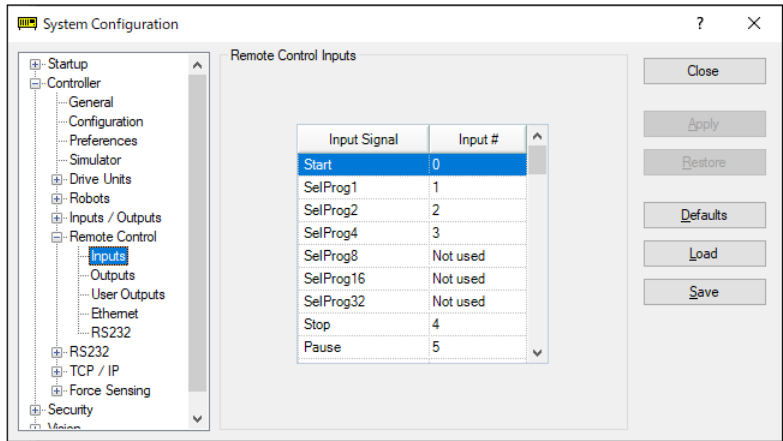 System Configuration
? ×
Startup
Controller
General
Configuration
Preferences
Simulator
Drive Units
Robots
Inputs / Outputs
Remote Control
Inputs
Outputs
User Outputs
Ethernet
RS232
RS232
TCP / IP
Force Sensing
Security
Vision
Remote Control Inputs
Input Signal Input #
Start 0
SelProg1 1
SelProg2 2
SelProg4 3
SelProg8 Not used
SelProg16 Not used
SelProg32 Not used
Stop 4
Pause 5
Close
Apply
Restore
Defaults
Load
Save